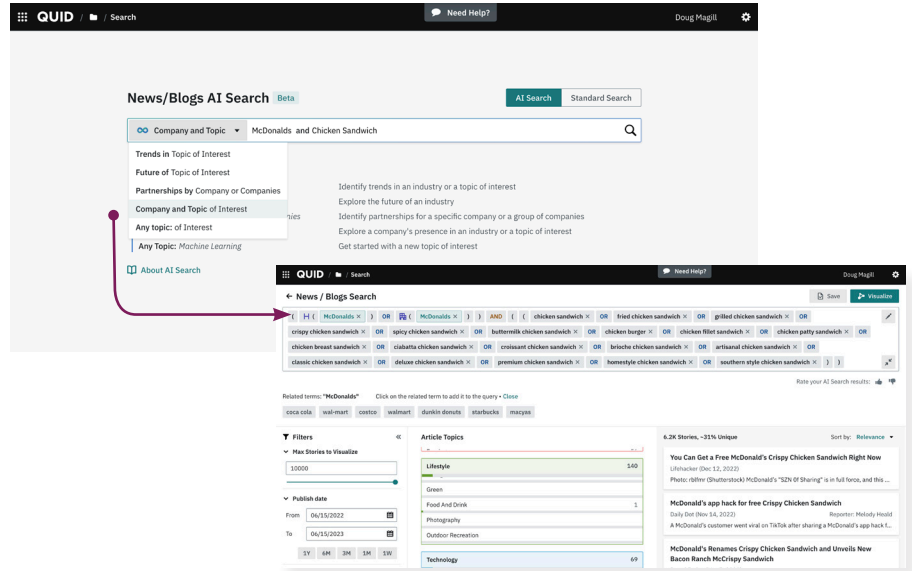 QUID / / Search
Need Help?
Doug Magill
News/Blogs AI Search Beta
AI Search Standard Search
Company and Topic McDonalds and Chicken Sandwich
Trends in Topic of Interest
Future of Topic of Interest
Partnerships by Company or Companies
Company and Topic of Interest
Any topic: of Interest
Identify trends in an industry or a topic of interest
Explore the future of an industry
Identify partnerships for a specific company or a group of companies
Explore a company's presence in an industry or a topic of interest
Any Topic: Machine Learning Get started with a new topic of interest
About AI Search
QUID / / Search
Need Help?
Doug Magill
← News / Blogs Search
Save Visualize
( H ( McDonalds × ) OR ( McDonalds × ) ) AND ( ( chicken sandwich × OR fried chicken sandwich × OR grilled chicken sandwich × OR
crispy chicken sandwich × OR spicy chicken sandwich × OR buttermilk chicken sandwich × OR chicken burger × OR chicken fillet sandwich × OR chicken patty sandwich × OR
chicken breast sandwich × OR ciabatta chicken sandwich × OR croissant chicken sandwich × OR brioche chicken sandwich × OR artisanal chicken sandwich × OR
classic chicken sandwich × OR deluxe chicken sandwich × OR premium chicken sandwich × OR homestyle chicken sandwich × OR southern style chicken sandwich × ) )
Rate your AI Search results:
Related terms: "McDonalds" Click on the related term to add it to the query • Close
coca cola wal-mart costco walmart dunkin donuts starbucks macyas
Filters «
Max Stories to Visualize
10000
Publish date
From 06/15/2022
To 06/15/2023
1Y 6M 3M 1M 1W
Article Topics
Lifestyle 140
Green
Food And Drink 1
Photography
Outdoor Recreation
Technology 69
6.2K Stories, ~31% Unique Sort by: Relevance
You Can Get a Free McDonald's Crispy Chicken Sandwich Right Now
Lifehacker (Dec 12, 2022)
Photo: rblfmr (Shutterstock) McDonald's "SZN Of Sharing" is in full force, and this ...
McDonald's app hack for free Crispy Chicken Sandwich
Daily Dot (Nov 14, 2022) Reporter: Melody Heald
A McDonald's customer went viral on TikTok after sharing a McDonald's app hack f...
McDonald's Renames Crispy Chicken Sandwich and Unveils New
Bacon Ranch McCrispy Sandwich